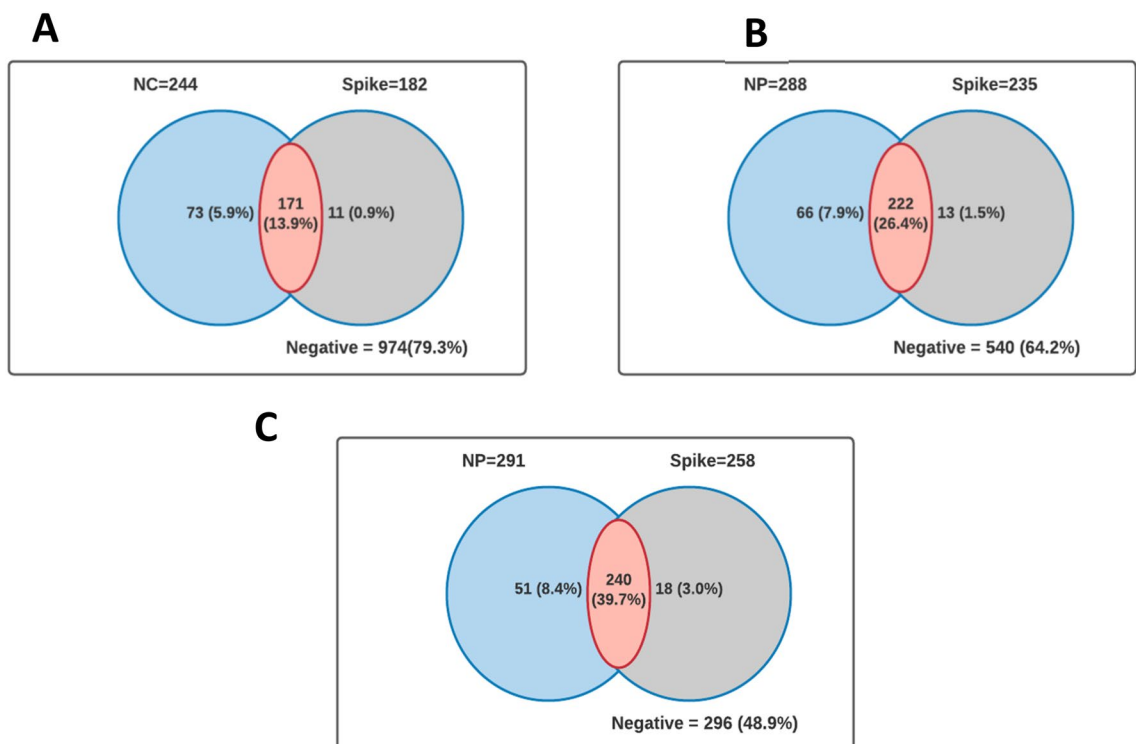 A
NC=244
Spike=182
73 (5.9%)
171
(13.9%)
11 (0.9%)
Negative = 974(79.3%)
B
NP=288
Spike=235
66 (7.9%)
222
(26.4%)
13 (1.5%)
Negative = 540 (64.2%)
C
NP=291
Spike=258
51 (8.4%)
240
(39.7%)
18 (3.0%)
Negative = 296 (48.9%)